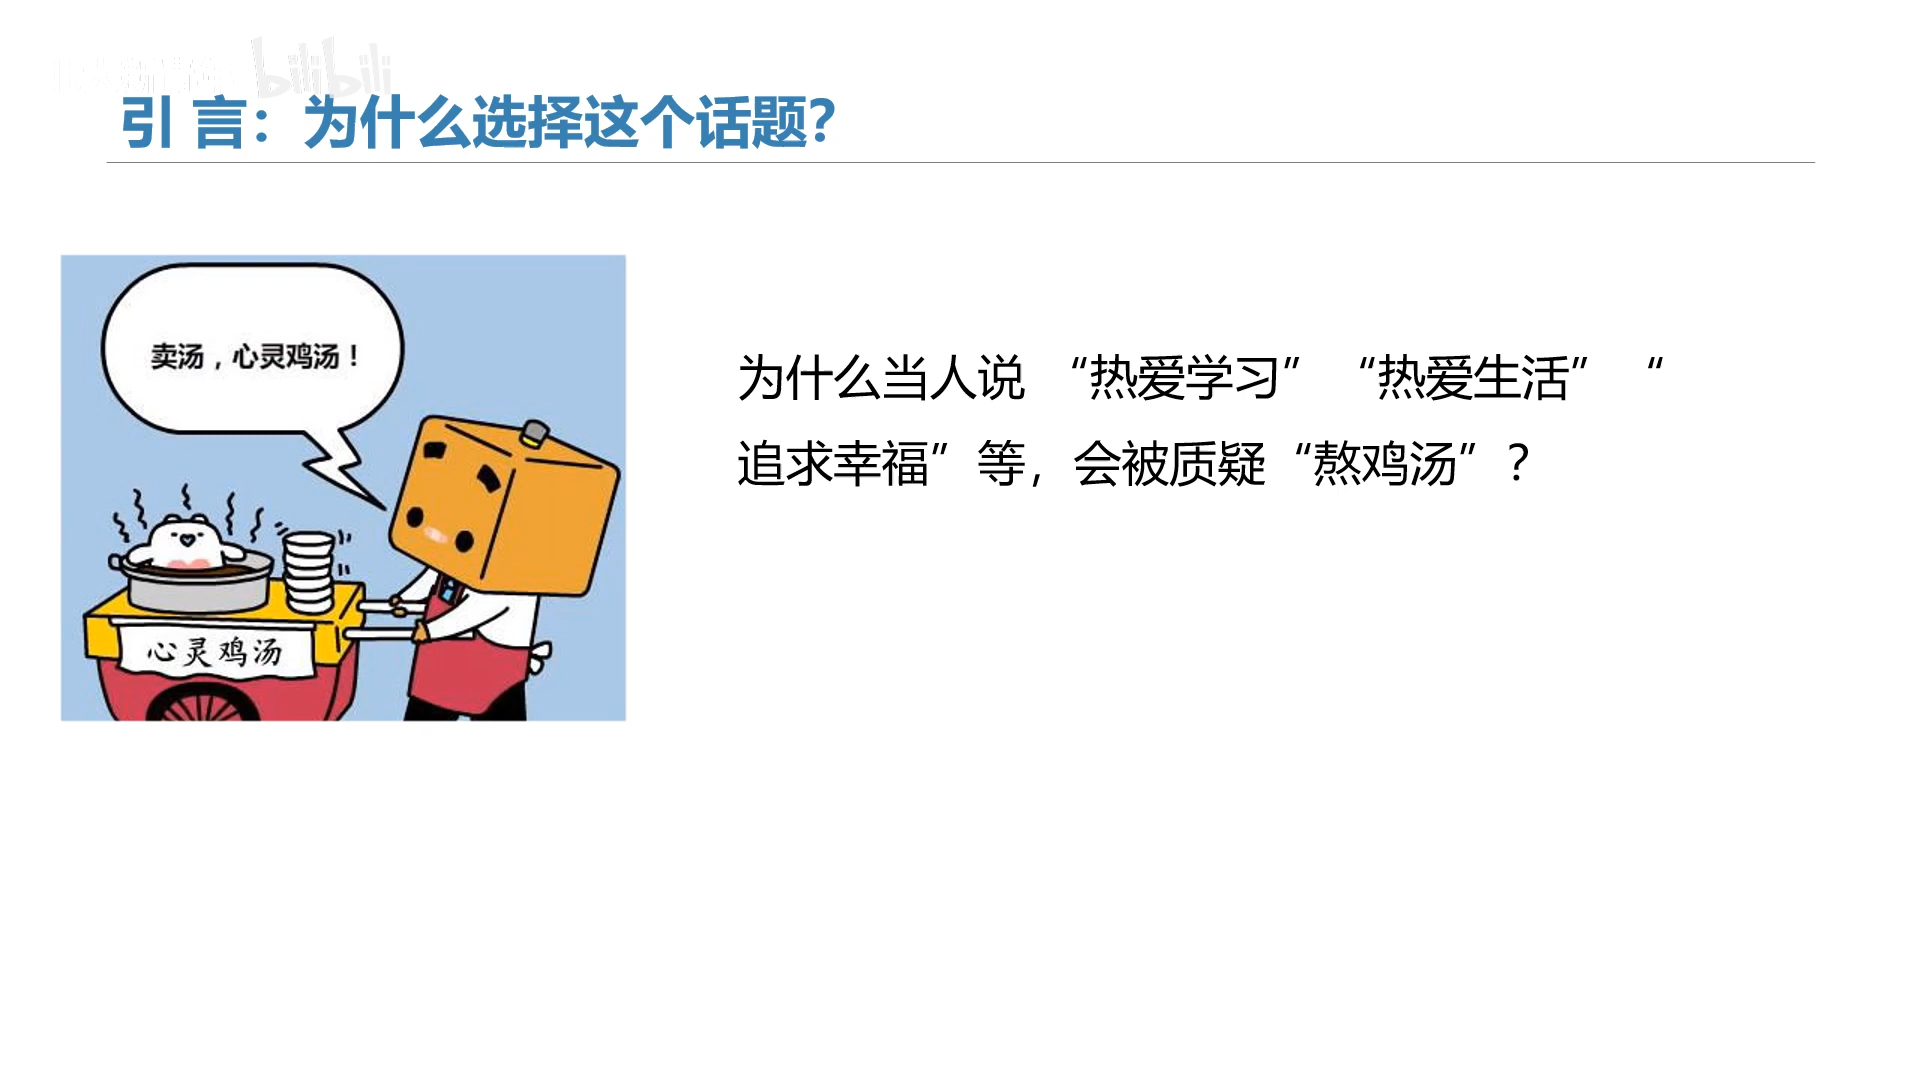 bilibili
引 言：为什么选择这个话题？
卖汤，心灵鸡汤！
心灵鸡汤
为什么当人说 “热爱学习” “热爱生活” “
追求幸福”等，会被质疑“熬鸡汤”？